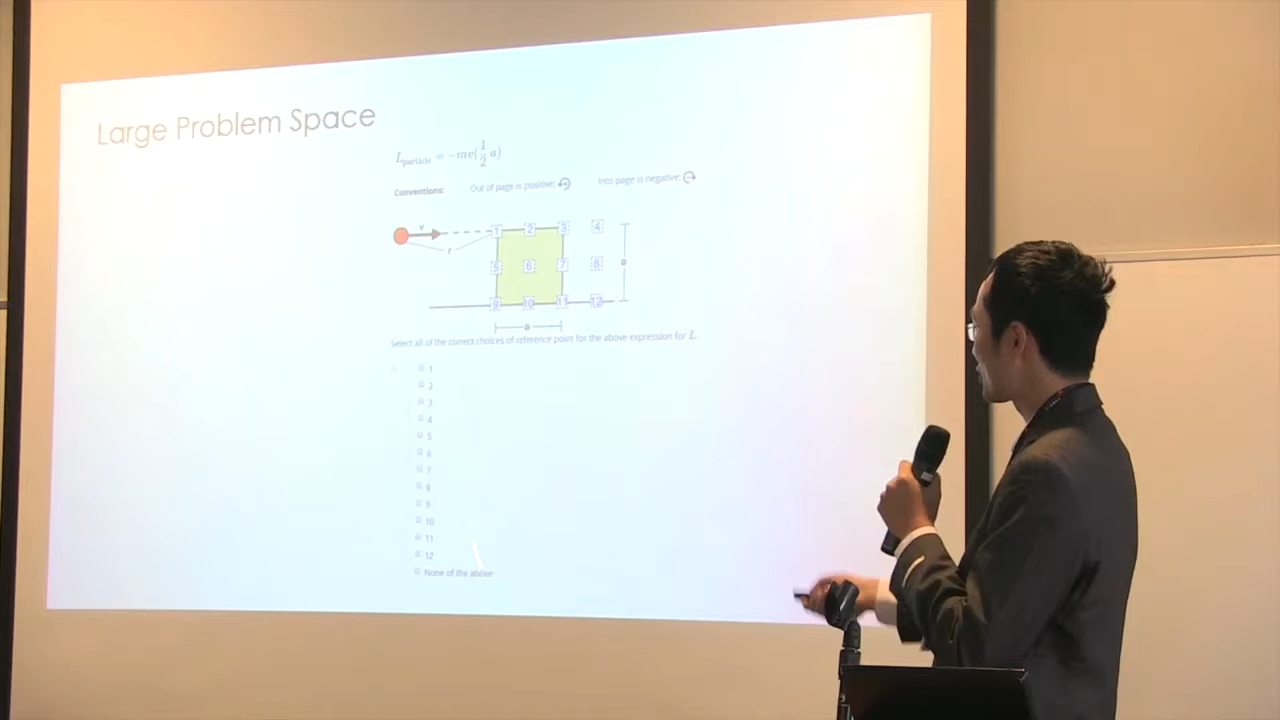 Large Problem Space
L_particle = -mv(1/2 a)
Conventions: Out of page is positive: Into page is negative:
v
r
1 2 3 4
5 6 7 8
a
9 10 11 12
a
Select all of the correct choices of reference point for the above expression for L
1
2
3
4
5
6
7
8
9
10
11
12
None of the above